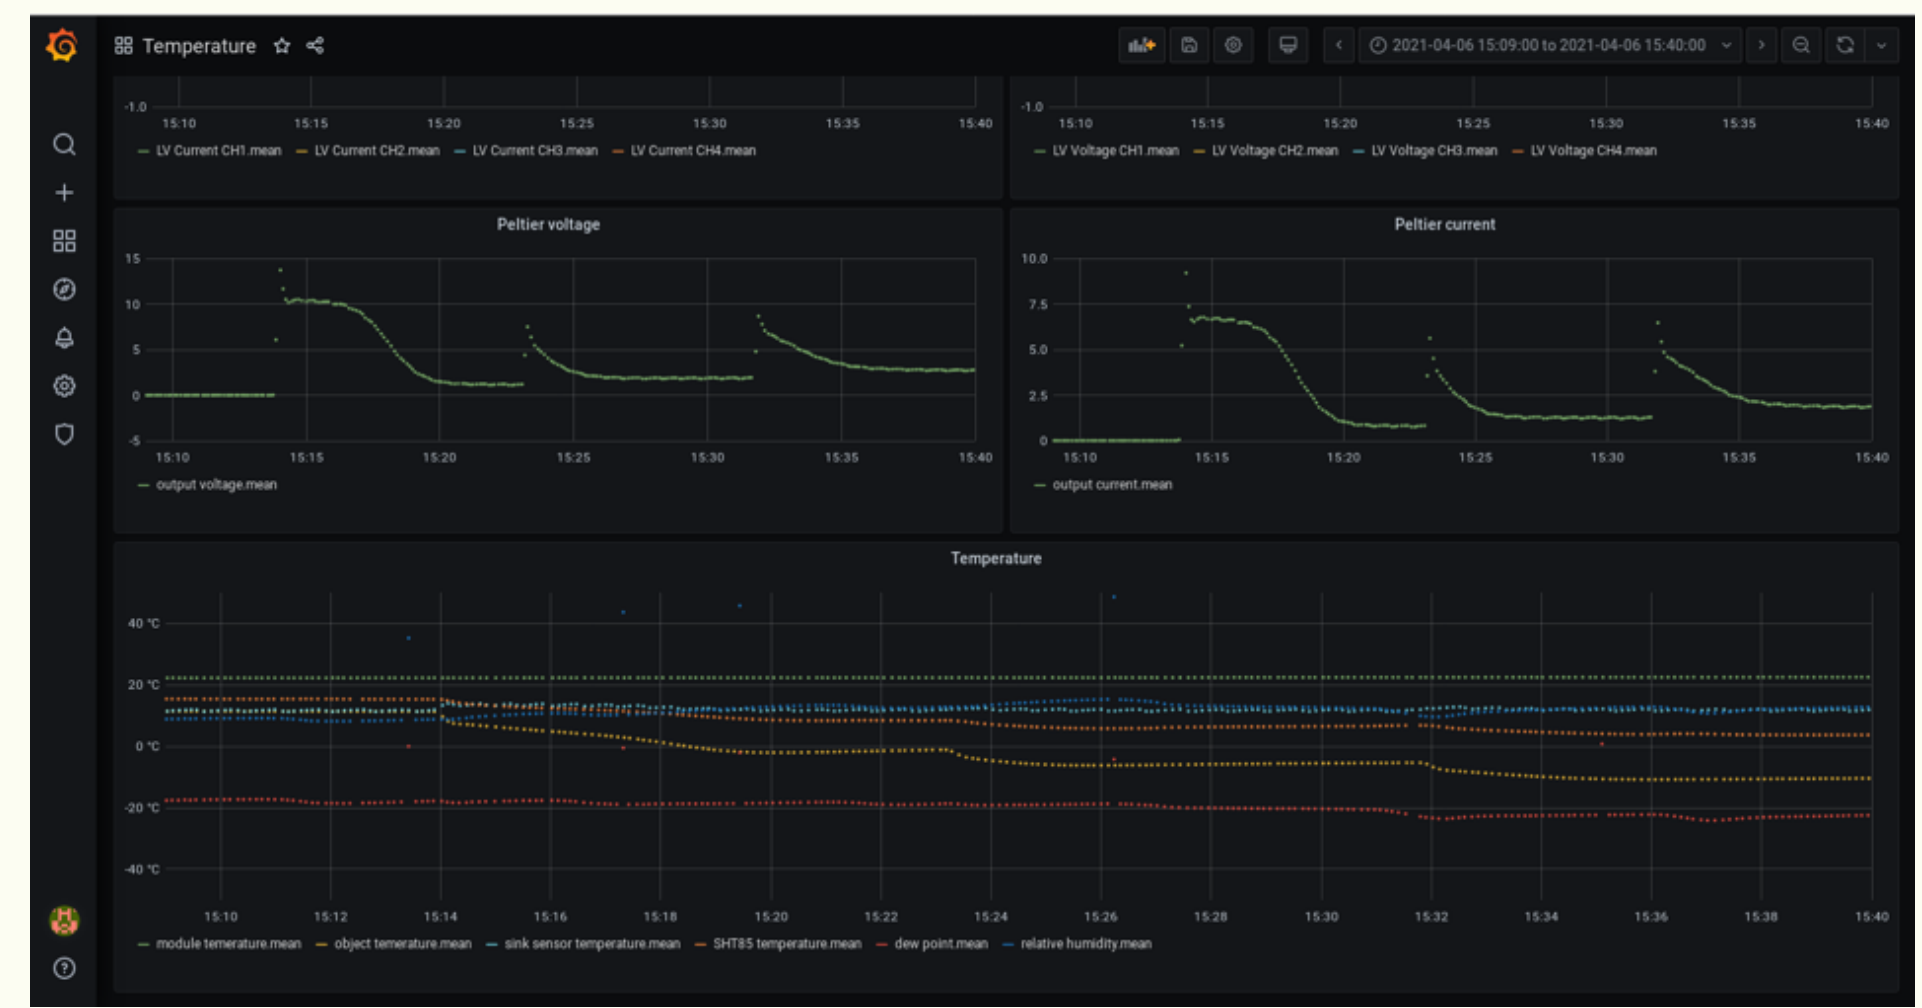 Temperature
2021-04-06 15:09:00 to 2021-04-06 15:40:00
-1.0
15:10 15:15 15:20 15:25 15:30 15:35 15:40
LV Current CH1.mean LV Current CH2.mean LV Current CH3.mean LV Current CH4.mean
-1.0
15:10 15:15 15:20 15:25 15:30 15:35 15:40
LV Voltage CH1.mean LV Voltage CH2.mean LV Voltage CH3.mean LV Voltage CH4.mean
Peltier voltage
15
10
5
0
-5
15:10 15:15 15:20 15:25 15:30 15:35 15:40
output voltage.mean
Peltier current
10.0
7.5
5.0
2.5
0
15:10 15:15 15:20 15:25 15:30 15:35 15:40
output current.mean
Temperature
40 °C
20 °C
0 °C
-20 °C
-40 °C
15:10 15:12 15:14 15:16 15:18 15:20 15:22 15:24 15:26 15:28 15:30 15:32 15:34 15:36 15:38 15:40
module temerature.mean object temerature.mean sink sensor temperature.mean SHT85 temperature.mean dew point.mean relative humidity.mean